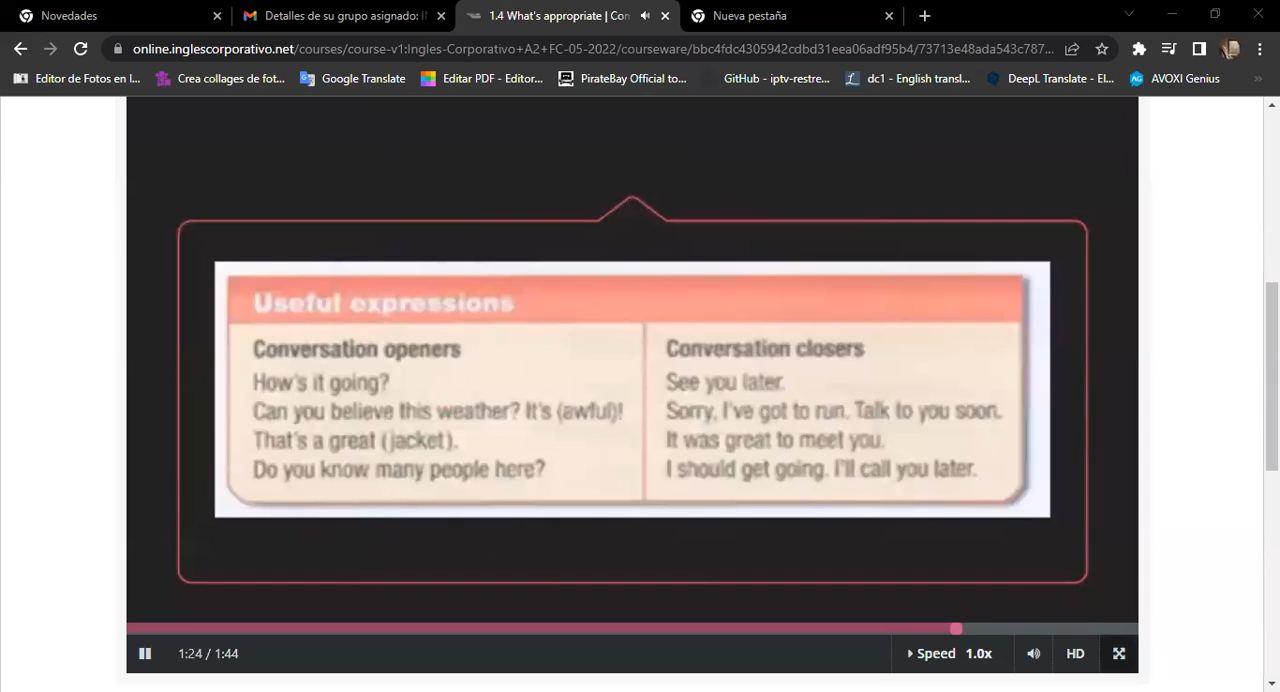 Novedades
Detalles de su grupo asignado: I
1.4 What's appropriate | Con
Nueva pestaña
online.inglescorporativo.net/courses/course-v1:Ingles-Corporativo+A2+FC-05-2022/courseware/bbc4fdc4305942cdbd31eea06adf95b4/73713e48ada543c787...
Editor de Fotos en l...
Crea collages de fot...
Google Translate
Editar PDF - Editor...
PirateBay Official to...
GitHub - iptv-restre...
dc1 - English transl...
DeepL Translate - El...
AVOXI Genius
Useful expressions
Conversation openers
How's it going?
Can you believe this weather? It's (awful)!
That's a great (jacket).
Do you know many people here?
Conversation closers
See you later.
Sorry, I've got to run. Talk to you soon.
It was great to meet you.
I should get going. I'll call you later.
1:24 / 1:44
Speed 1.0x
HD